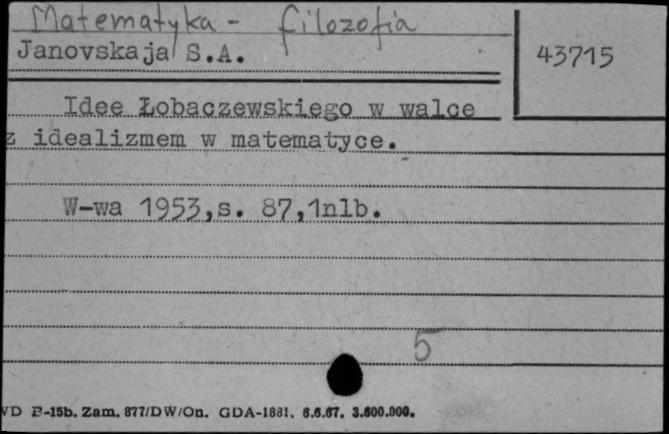 Matematyka - filozofia
Janovskaja S.A.
43715
Idee Łobaczewskiego w walce
z idealizmem w matematyce.
W-wa 1953,s. 87,1nlb.
5
VD B-15b. Zam. 877/DW/On. GDA-1881. 6.6.67. 3.600.000.